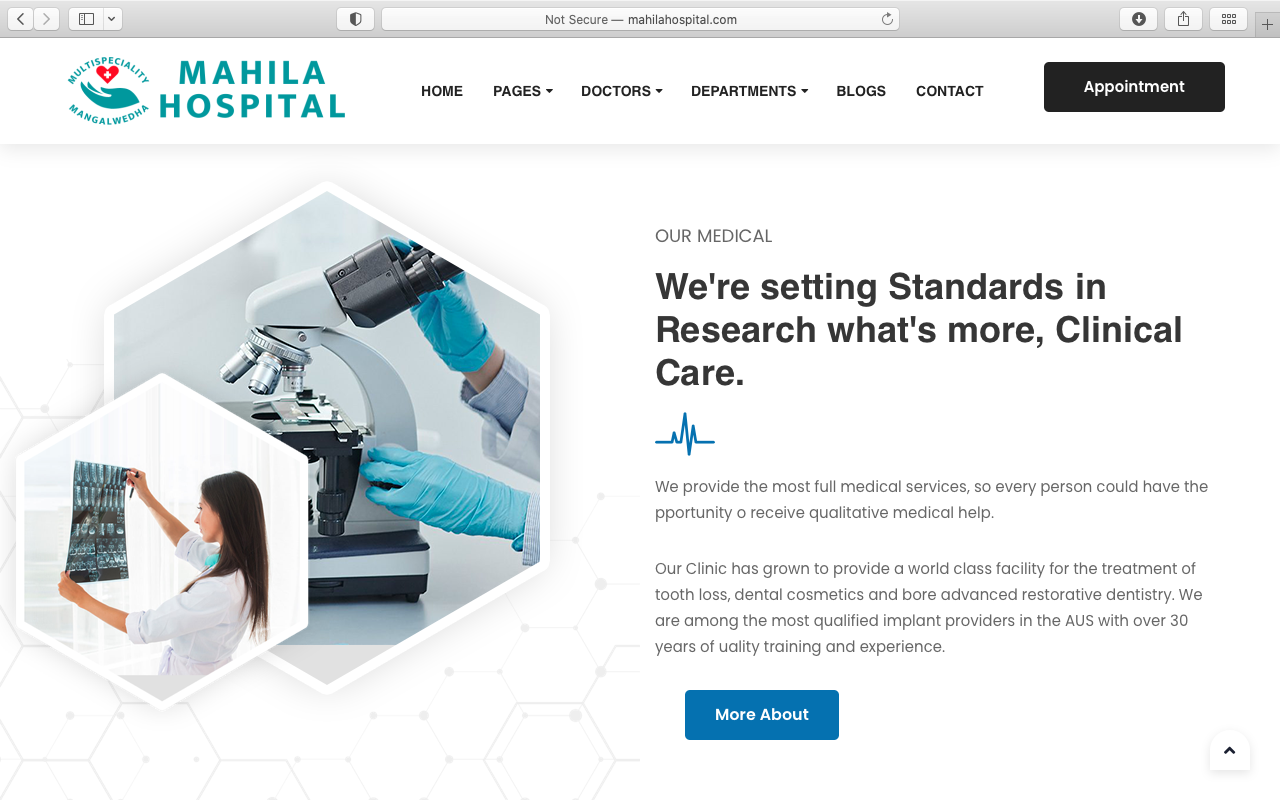 Not Secure — mahilahospital.com
MULTISPECIALITY
MANGALWEDHA
MAHILA
HOSPITAL
HOME PAGES DOCTORS DEPARTMENTS BLOGS CONTACT
Appointment
OUR MEDICAL
We're setting Standards in
Research what's more, Clinical
Care.
We provide the most full medical services, so every person could have the
pportunity o receive qualitative medical help.
Our Clinic has grown to provide a world class facility for the treatment of
tooth loss, dental cosmetics and bore advanced restorative dentistry. We
are among the most qualified implant providers in the AUS with over 30
years of uality training and experience.
More About